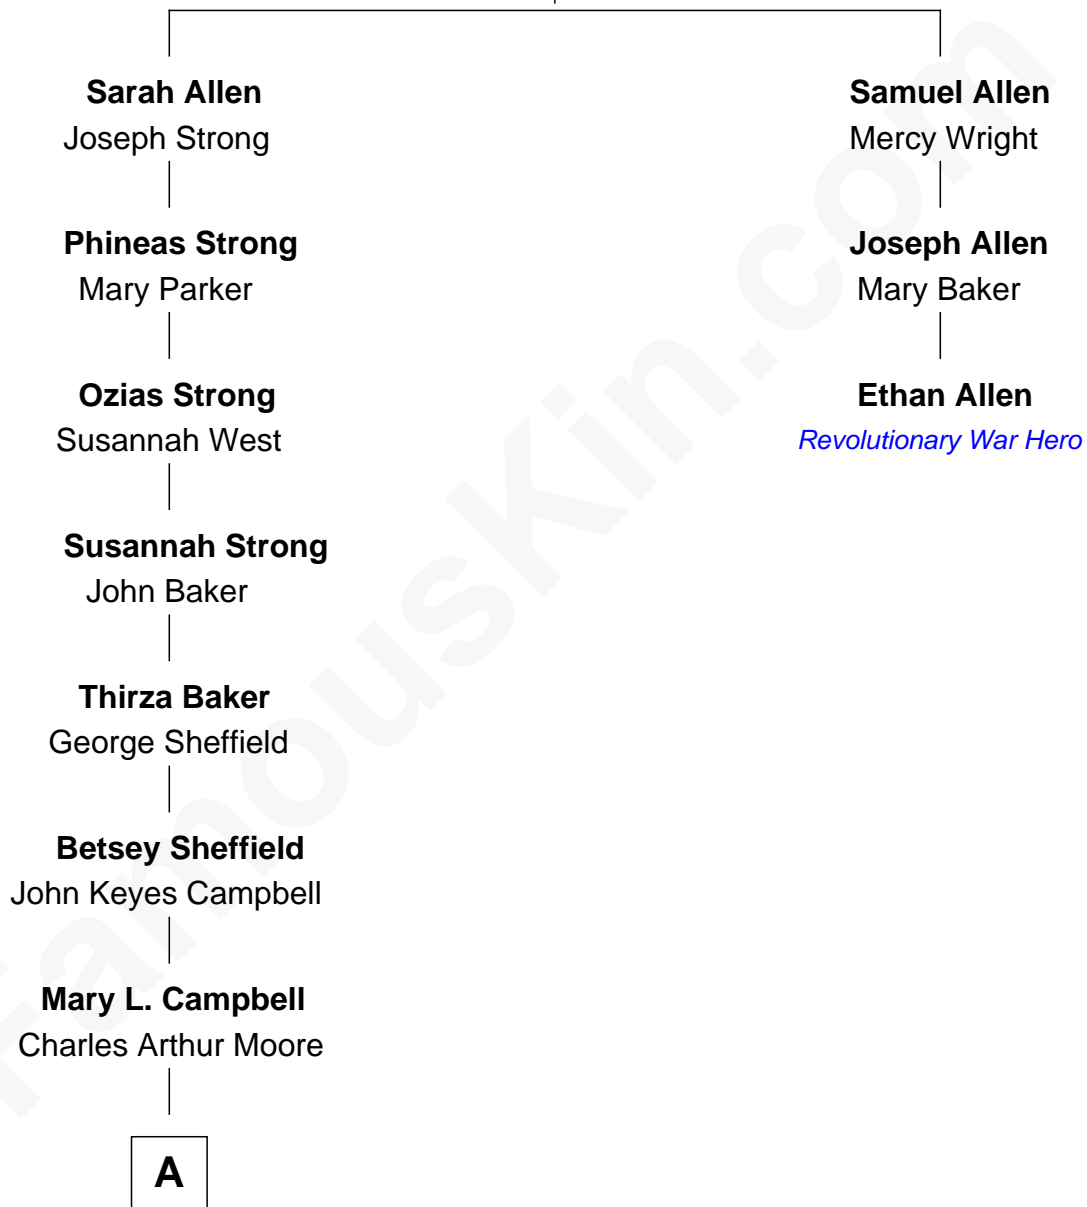 Sarah Allen
Joseph Strong
Samuel Allen
Mercy Wright
Phineas Strong
Mary Parker
Joseph Allen
Mary Baker
Ozias Strong
Susannah West
Ethan Allen
Revolutionary War Hero
Susannah Strong
John Baker
Thirza Baker
George Sheffield
Betsey Sheffield
John Keyes Campbell
Mary L. Campbell
Charles Arthur Moore
A
FamousKin.com